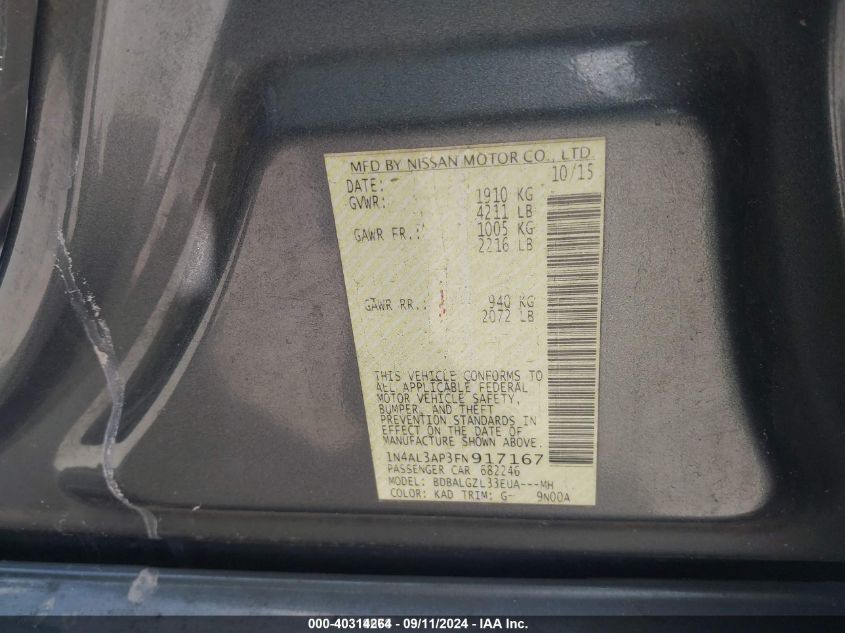 MFD BY NISSAN MOTOR CO., LTD.
DATE: 10/15
GVWR: 1910 KG
4211 LB
GAWR FR.: 1005 KG
2216 LB
GAWR RR.: 940 KG
2072 LB
THIS VEHICLE CONFORMS TO
ALL APPLICABLE FEDERAL
MOTOR VEHICLE SAFETY,
BUMPER, AND THEFT
PREVENTION STANDARDS IN
EFFECT ON THE DATE OF
MANUFACTURE SHOWN ABOVE.
1N4AL3AP3FN917167
PASSENGER CAR 682246
MODEL: BDBALGZL33EUA---MH
COLOR: KAD TRIM: G- 9N00A
09/11/2024 - IAA Inc.